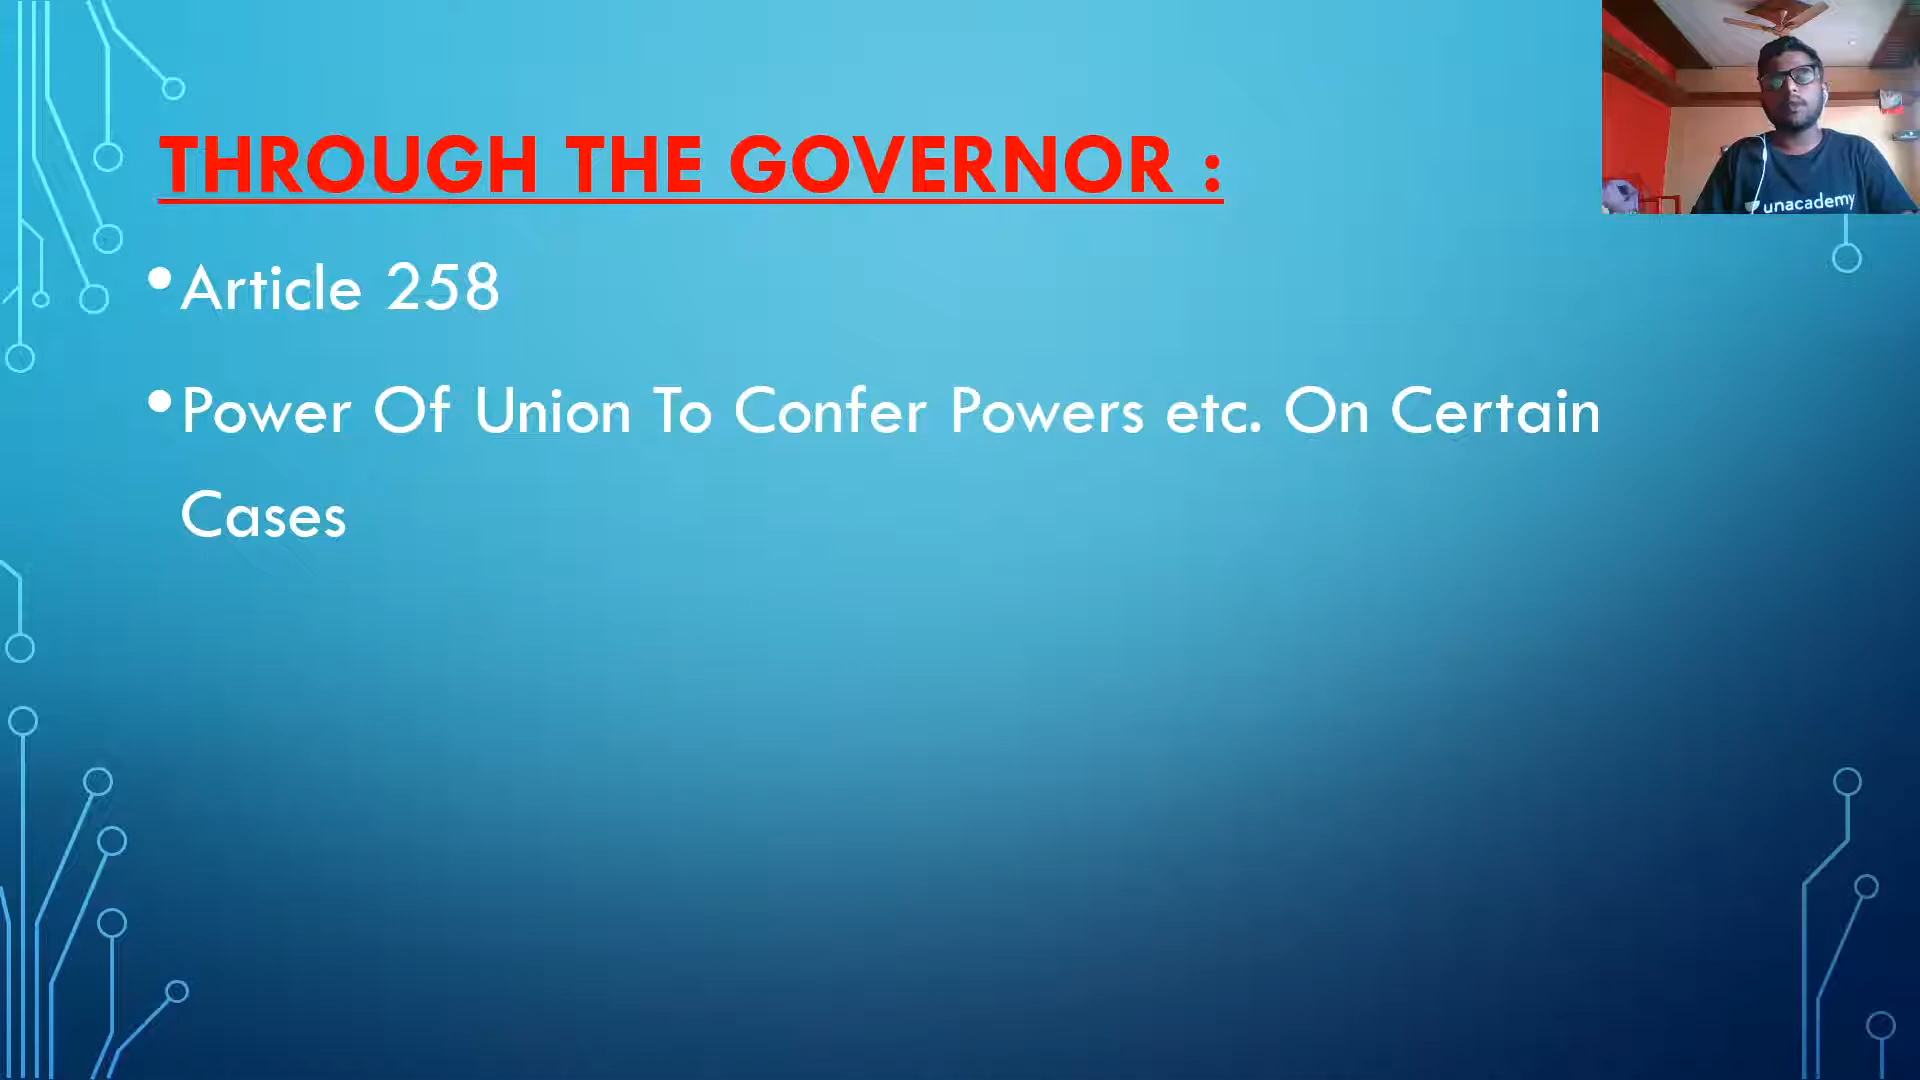 THROUGH THE GOVERNOR :
•Article 258
•Power Of Union To Confer Powers etc. On Certain
Cases
unacademy